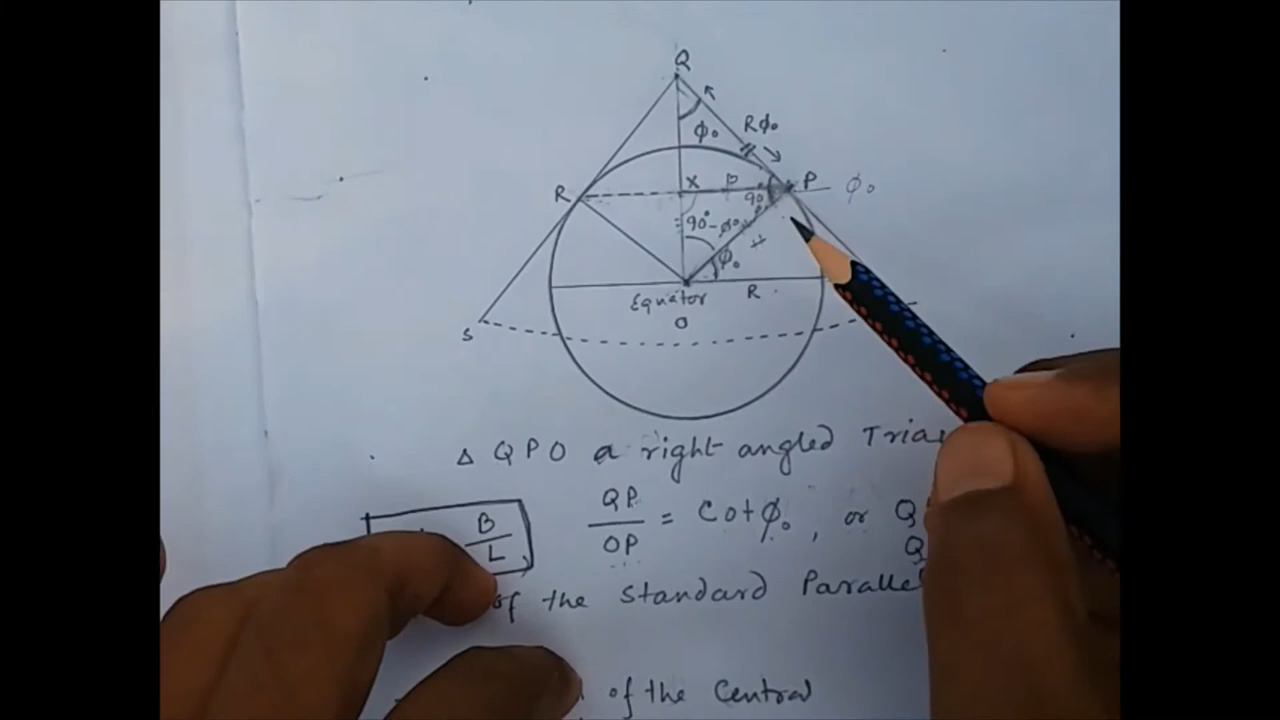 Q
φ₀
Rφ₀
R
X
P
P
φ₀
90
90°-φ₀
φ₀
Equator
R
O
S
Δ QPO a right angled
QP/OP = Cot φ₀, or
B/L
of the Standard
of the Central